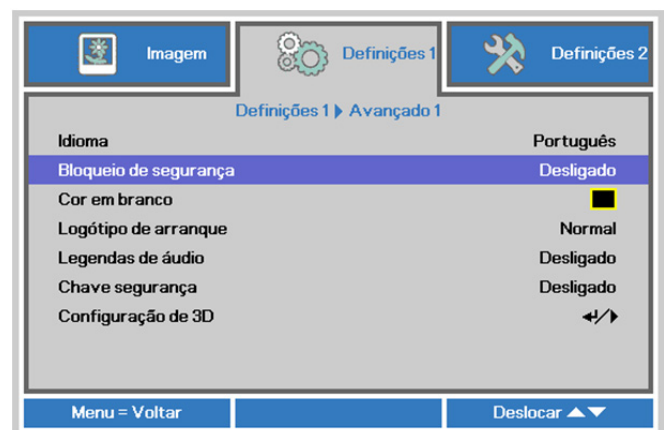 Imagem
Definições 1
Definições 2
Definições 1 Avançado 1
Idioma Português
Bloqueio de segurança Desligado
Cor em branco
Logótipo de arranque Normal
Legendas de áudio Desligado
Chave segurança Desligado
Configuração de 3D
Menu = Voltar
Deslocar